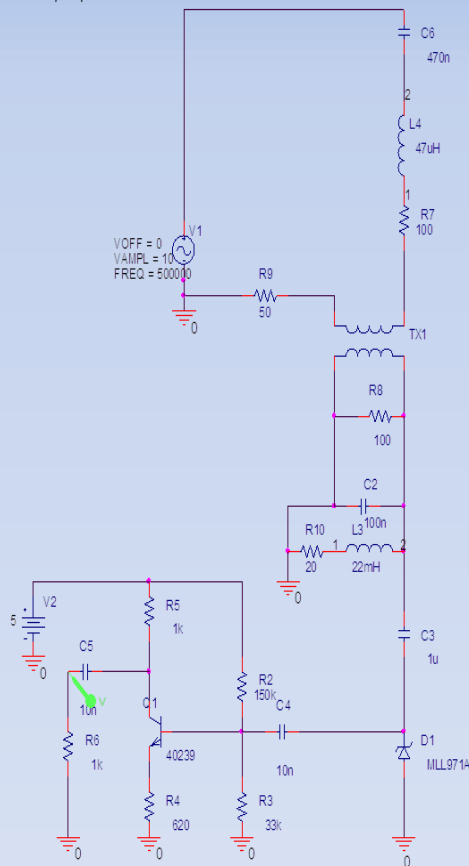 C6
470n
2
L4
47uH
1
R7
100
V1
VOFF = 0
VAMPL = 10
FREQ = 500000
0
R9
50
TX1
R8
100
C2
100n
R10
20
1
L3
2
22mH
0
V2
5
0
R5
1k
C5
10n
V
R2
150k
C3
1u
Q1
40239
C4
10n
D1
MLL971A
R6
1k
R4
620
R3
33k
0
0
0
0